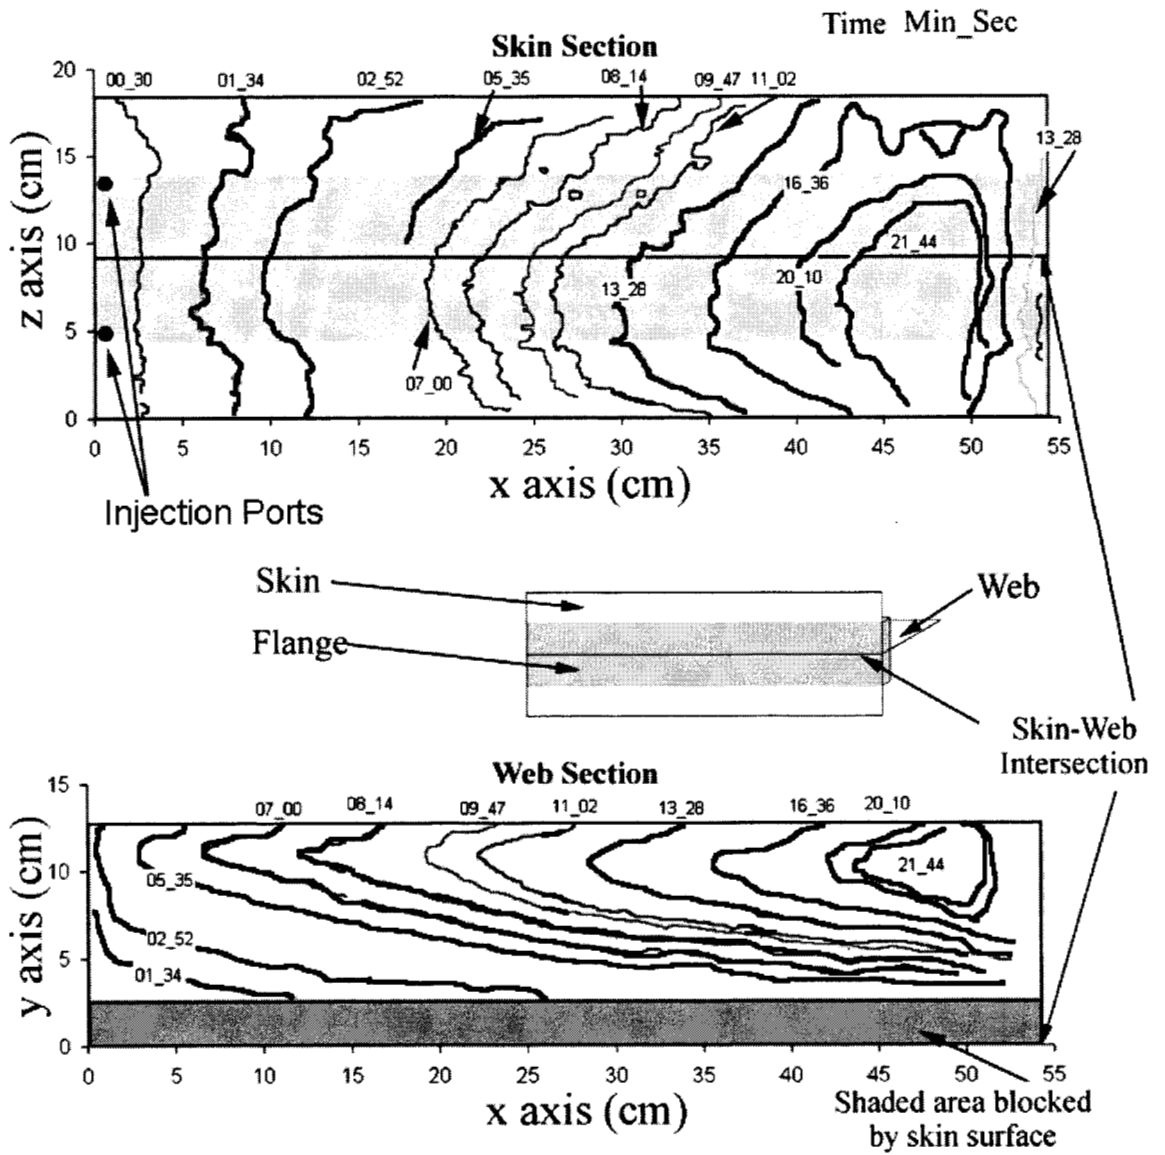 Time Min_Sec
Skin Section
00_30 01_34 02_52 05_35 08_14 09_47 11_02
13_28
16_36
21_44
20_10
13_28
07_00
20
15
10
5
0
z axis (cm)
0 5 10 15 20 25 30 35 40 45 50 55
x axis (cm)
Injection Ports
Skin
Web
Flange
Skin-Web
Intersection
Web Section
07_00 08_14 09_47 11_02 13_28 16_36 20_10
21_44
05_35
02_52
01_34
15
10
5
0
y axis (cm)
0 5 10 15 20 25 30 35 40 45 50 55
x axis (cm)
Shaded area blocked
by skin surface